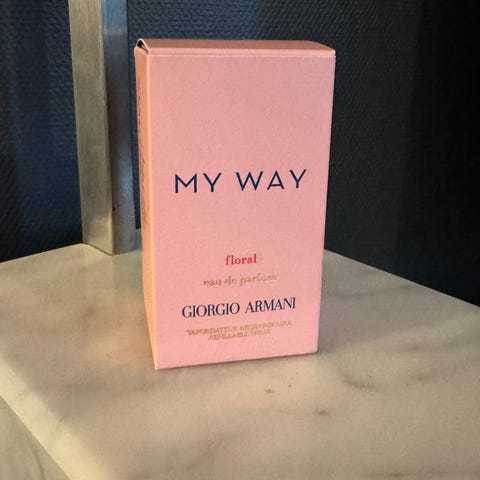 MY WAY
floral
eau de parfum
GIORGIO ARMANI
VAPORISATEUR RECHARGEABLE
REFILLABLE SPRAY